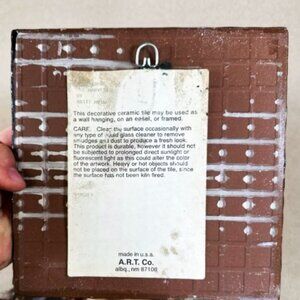 This decorative ceramic tile may be used as
a wall hanging, on an easel, or framed.
CARE. Clean the surface occasionally with
any type of liquid glass cleaner to remove
smudges and dust to produce a fresh look.
This product is durable, however it should not
be subjected to prolonged direct sunlight or
fluorescent light as this could alter the color
of the artwork. Heavy or hot objects should
not be placed on the surface of the tile, since
the surface has not been kiln fired.
made in u.s.a.
A.R.T. Co.
albq., nm 87106